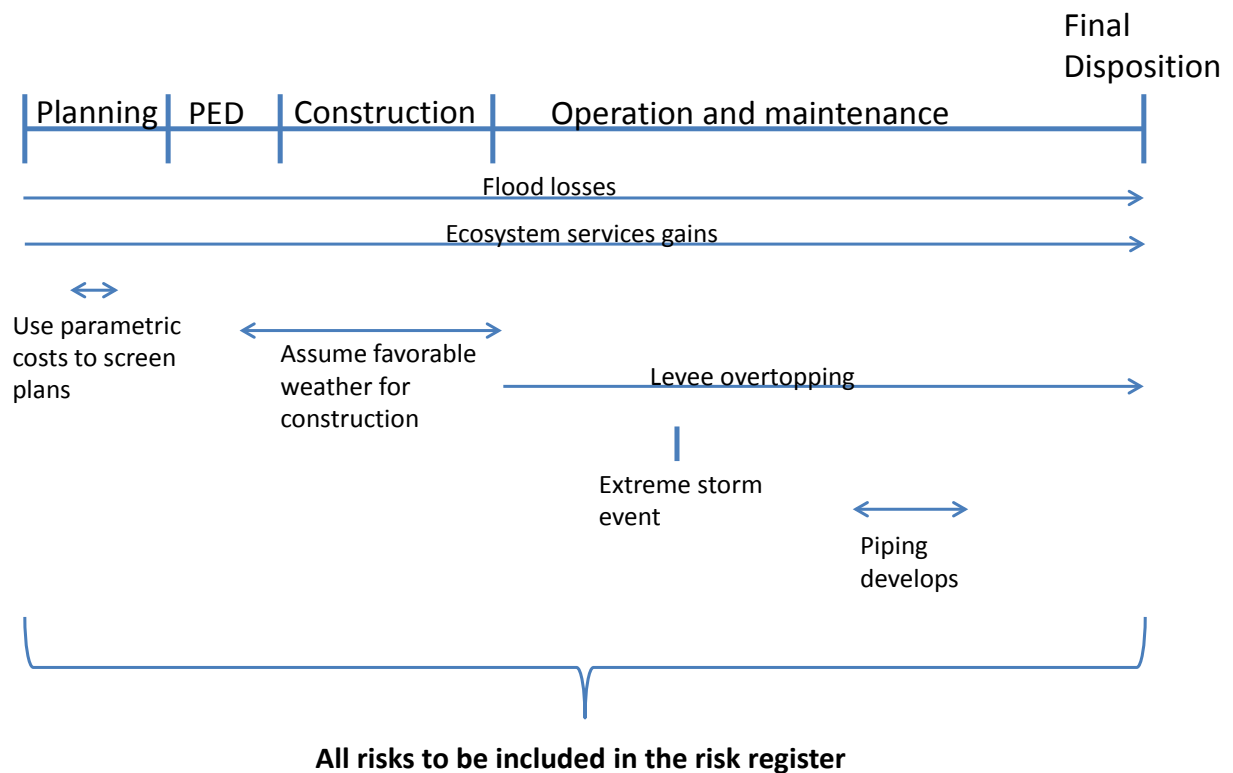 Final
Disposition
Planning
PED
Construction
Operation and maintenance
Flood losses
Ecosystem services gains
Use parametric
costs to screen
plans
Assume favorable
weather for
construction
Levee overtopping
Extreme storm
event
Piping
develops
All risks to be included in the risk register